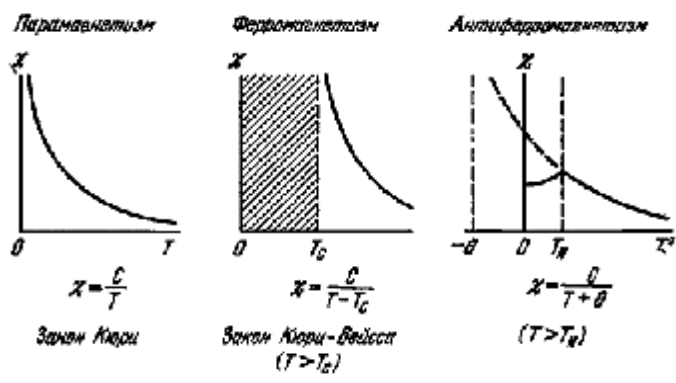 Парамагнетизм
Ферромагнетизм
Антиферромагнетизм
χ
χ
χ
0 T
0 T_C
−θ 0 T_N T
χ = C/T
χ = C/(T − T_C)
χ = C/(T + θ)
Закон Кюри
Закон Кюри – Вейсса
(T > T_C)
(T > T_N)